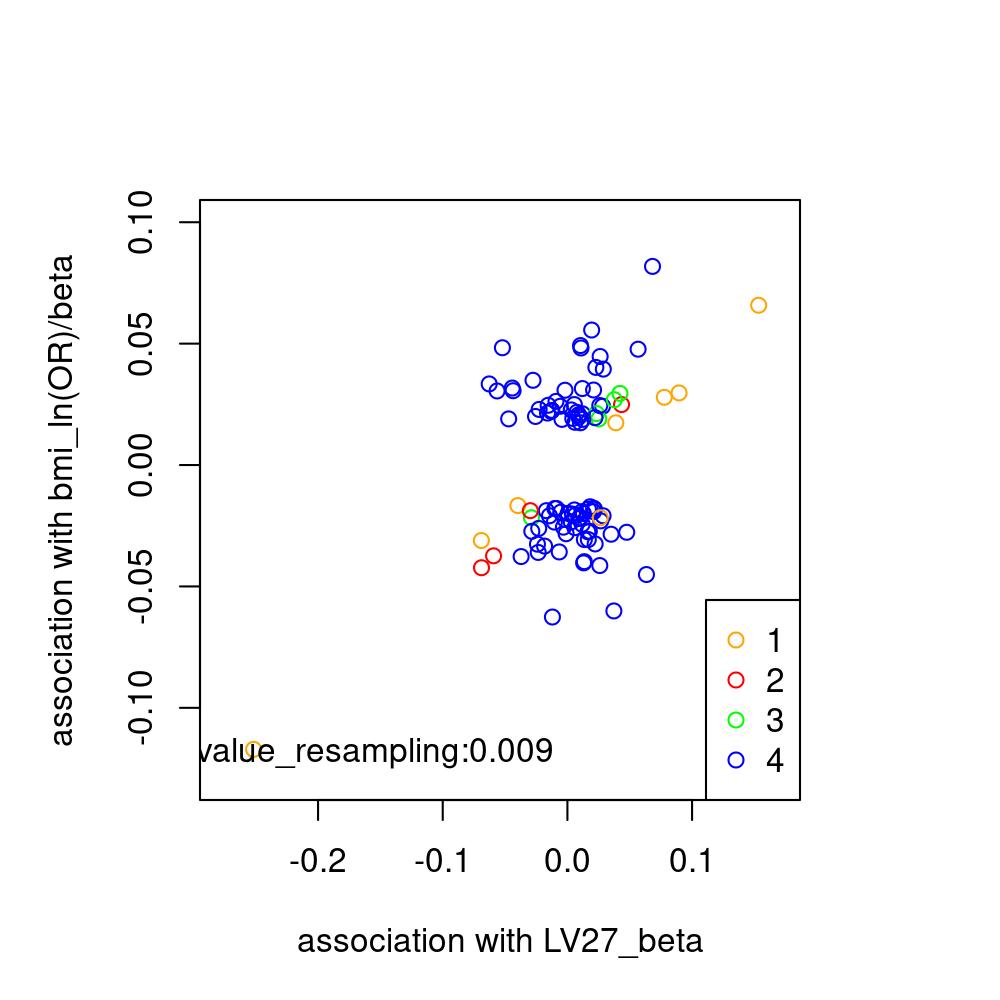 association with bmi_ln(OR)/beta
0.10
0.05
0.00
-0.05
-0.10
value_resampling:0.009
1
2
3
4
-0.2 -0.1 0.0 0.1
association with LV27_beta